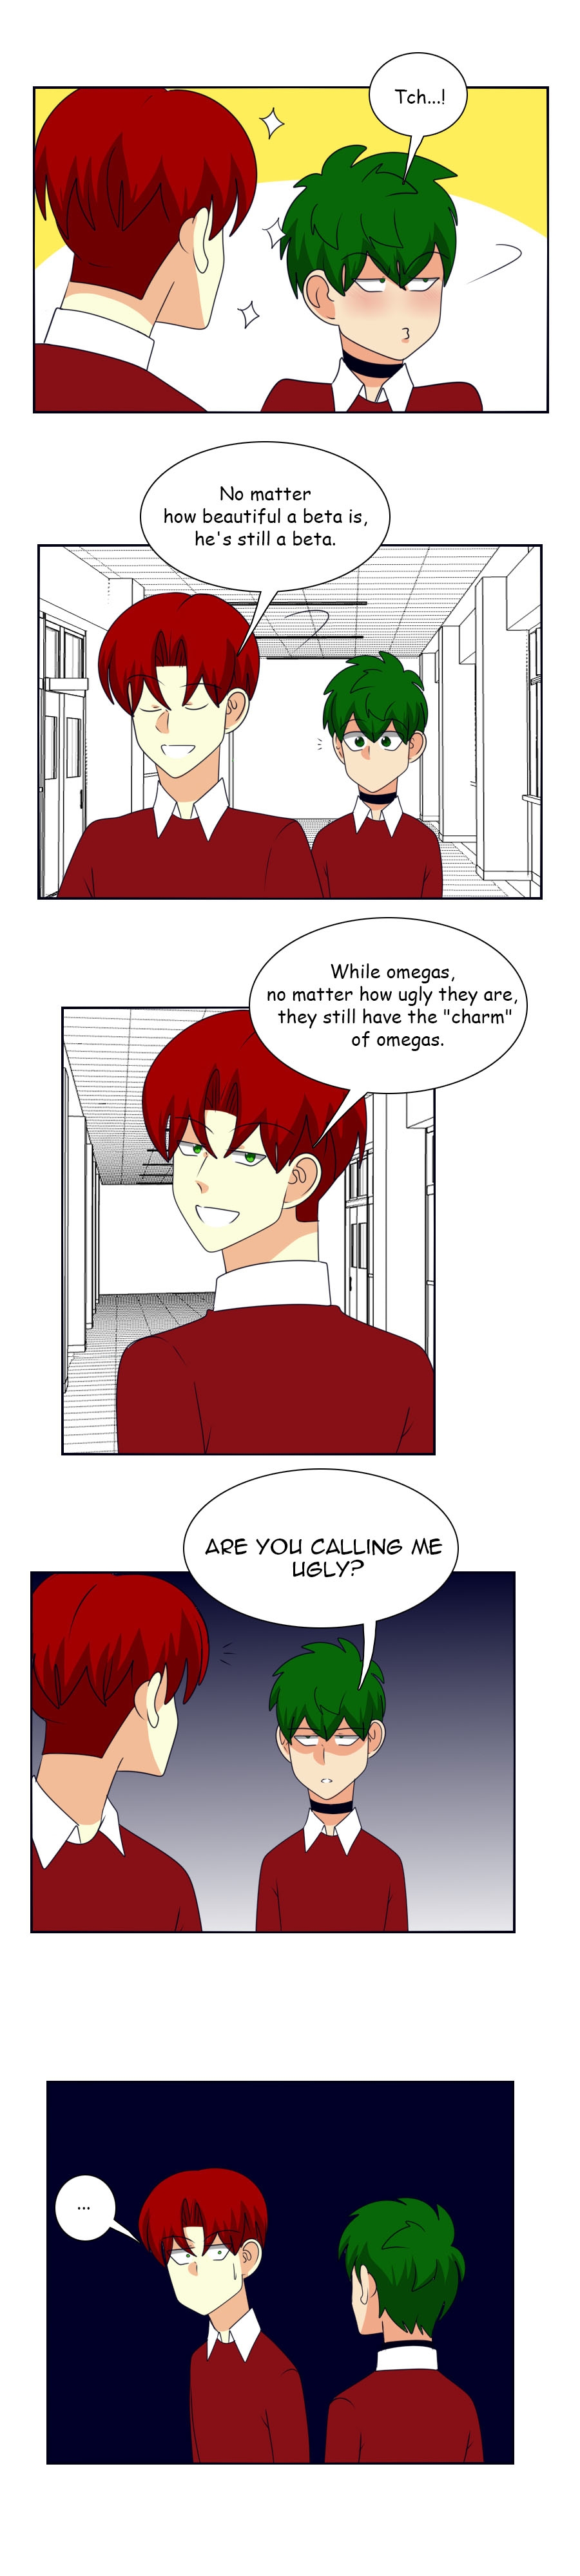 Tch...!
No matter
how beautiful a beta is,
he's still a beta.
While omegas,
no matter how ugly they are,
they still have the "charm"
of omegas.
ARE YOU CALLING ME
UGLY?
...